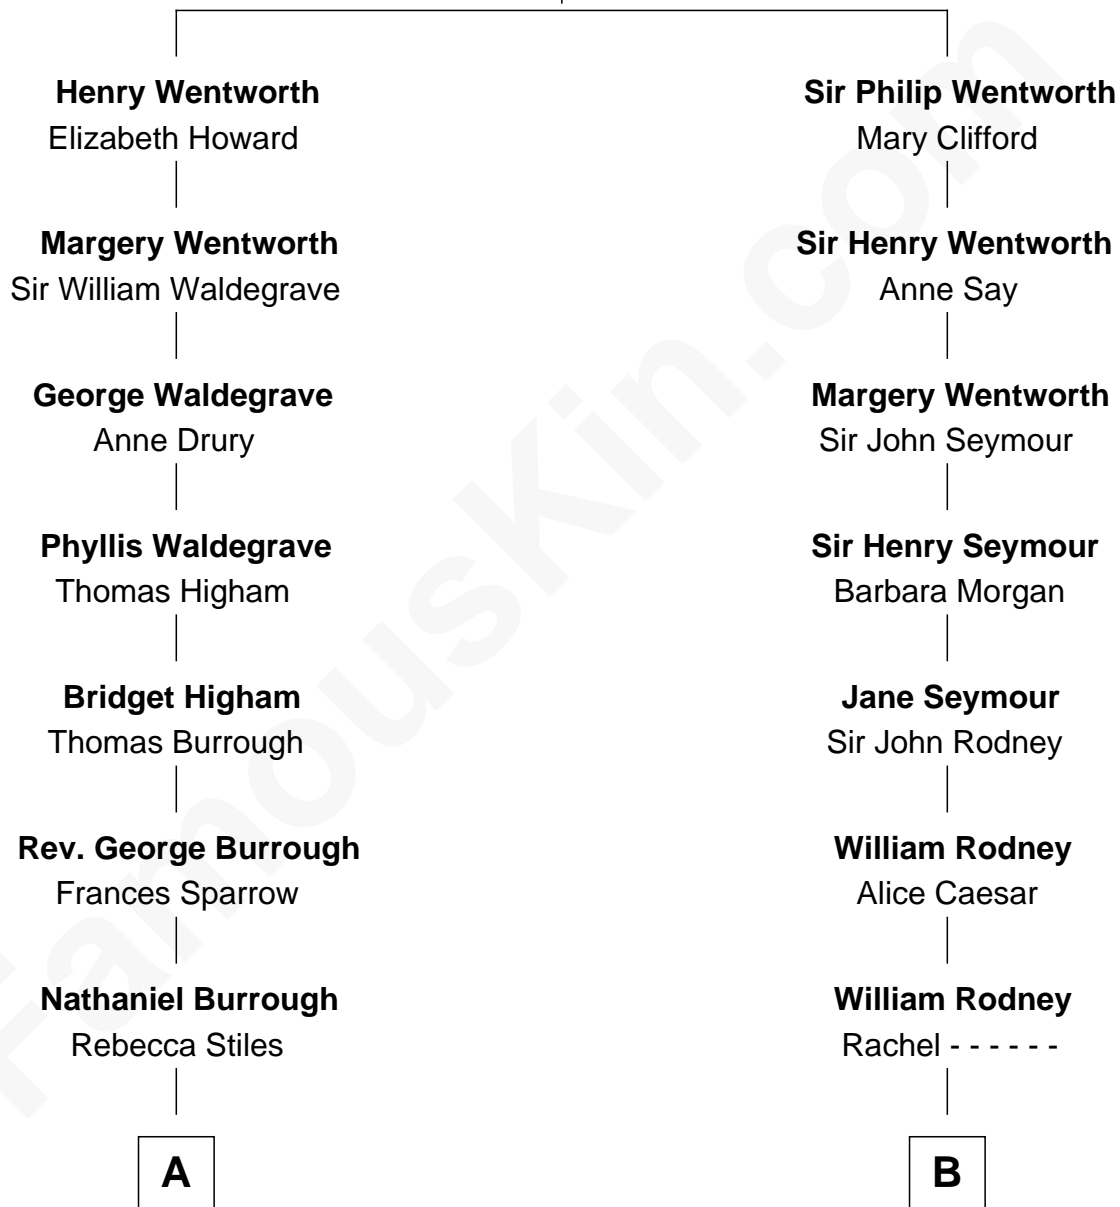 Henry Wentworth
Elizabeth Howard
Margery Wentworth
Sir William Waldegrave
George Waldegrave
Anne Drury
Phyllis Waldegrave
Thomas Higham
Bridget Higham
Thomas Burrough
Rev. George Burrough
Frances Sparrow
Nathaniel Burrough
Rebecca Stiles
A
Sir Philip Wentworth
Mary Clifford
Sir Henry Wentworth
Anne Say
Margery Wentworth
Sir John Seymour
Sir Henry Seymour
Barbara Morgan
Jane Seymour
Sir John Rodney
William Rodney
Alice Caesar
William Rodney
Rachel - - - - - -
B
FamousKin.com